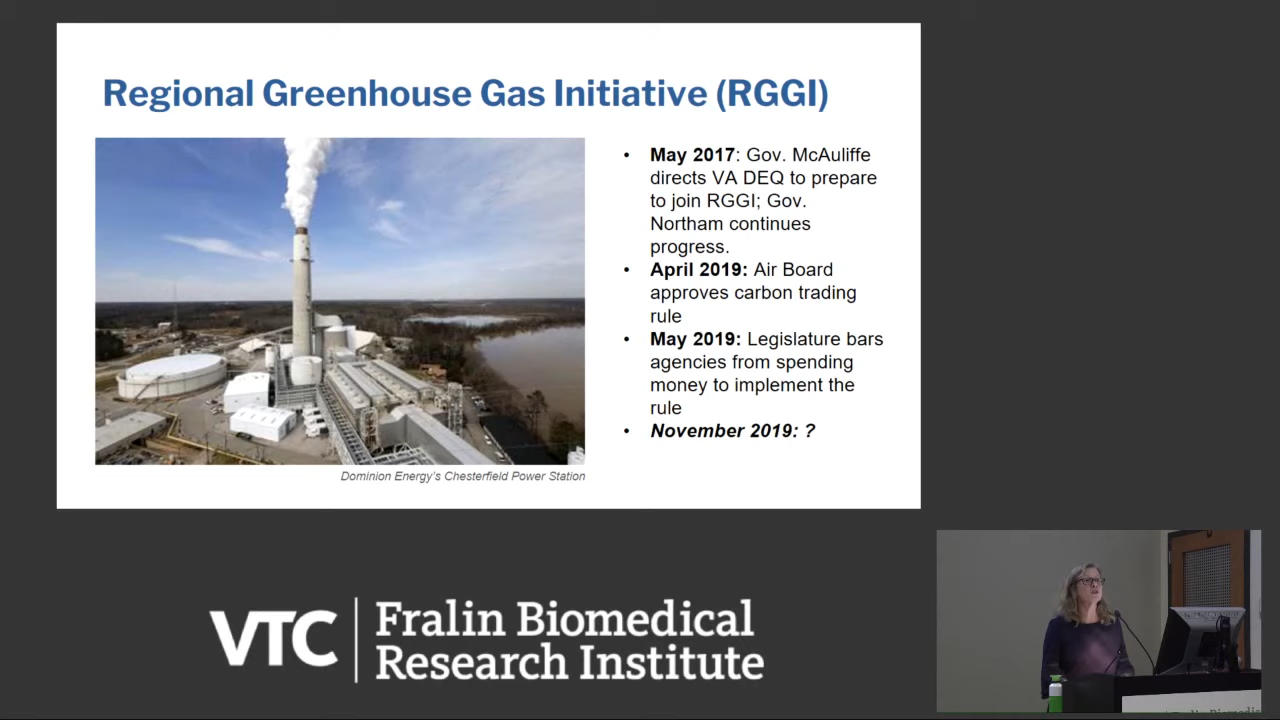 Regional Greenhouse Gas Initiative (RGGI)
• May 2017: Gov. McAuliffe
directs VA DEQ to prepare
to join RGGI; Gov.
Northam continues
progress.
• April 2019: Air Board
approves carbon trading
rule
• May 2019: Legislature bars
agencies from spending
money to implement the
rule
• November 2019: ?
Dominion Energy's Chesterfield Power Station
VTC
Fralin Biomedical
Research Institute
Fralin